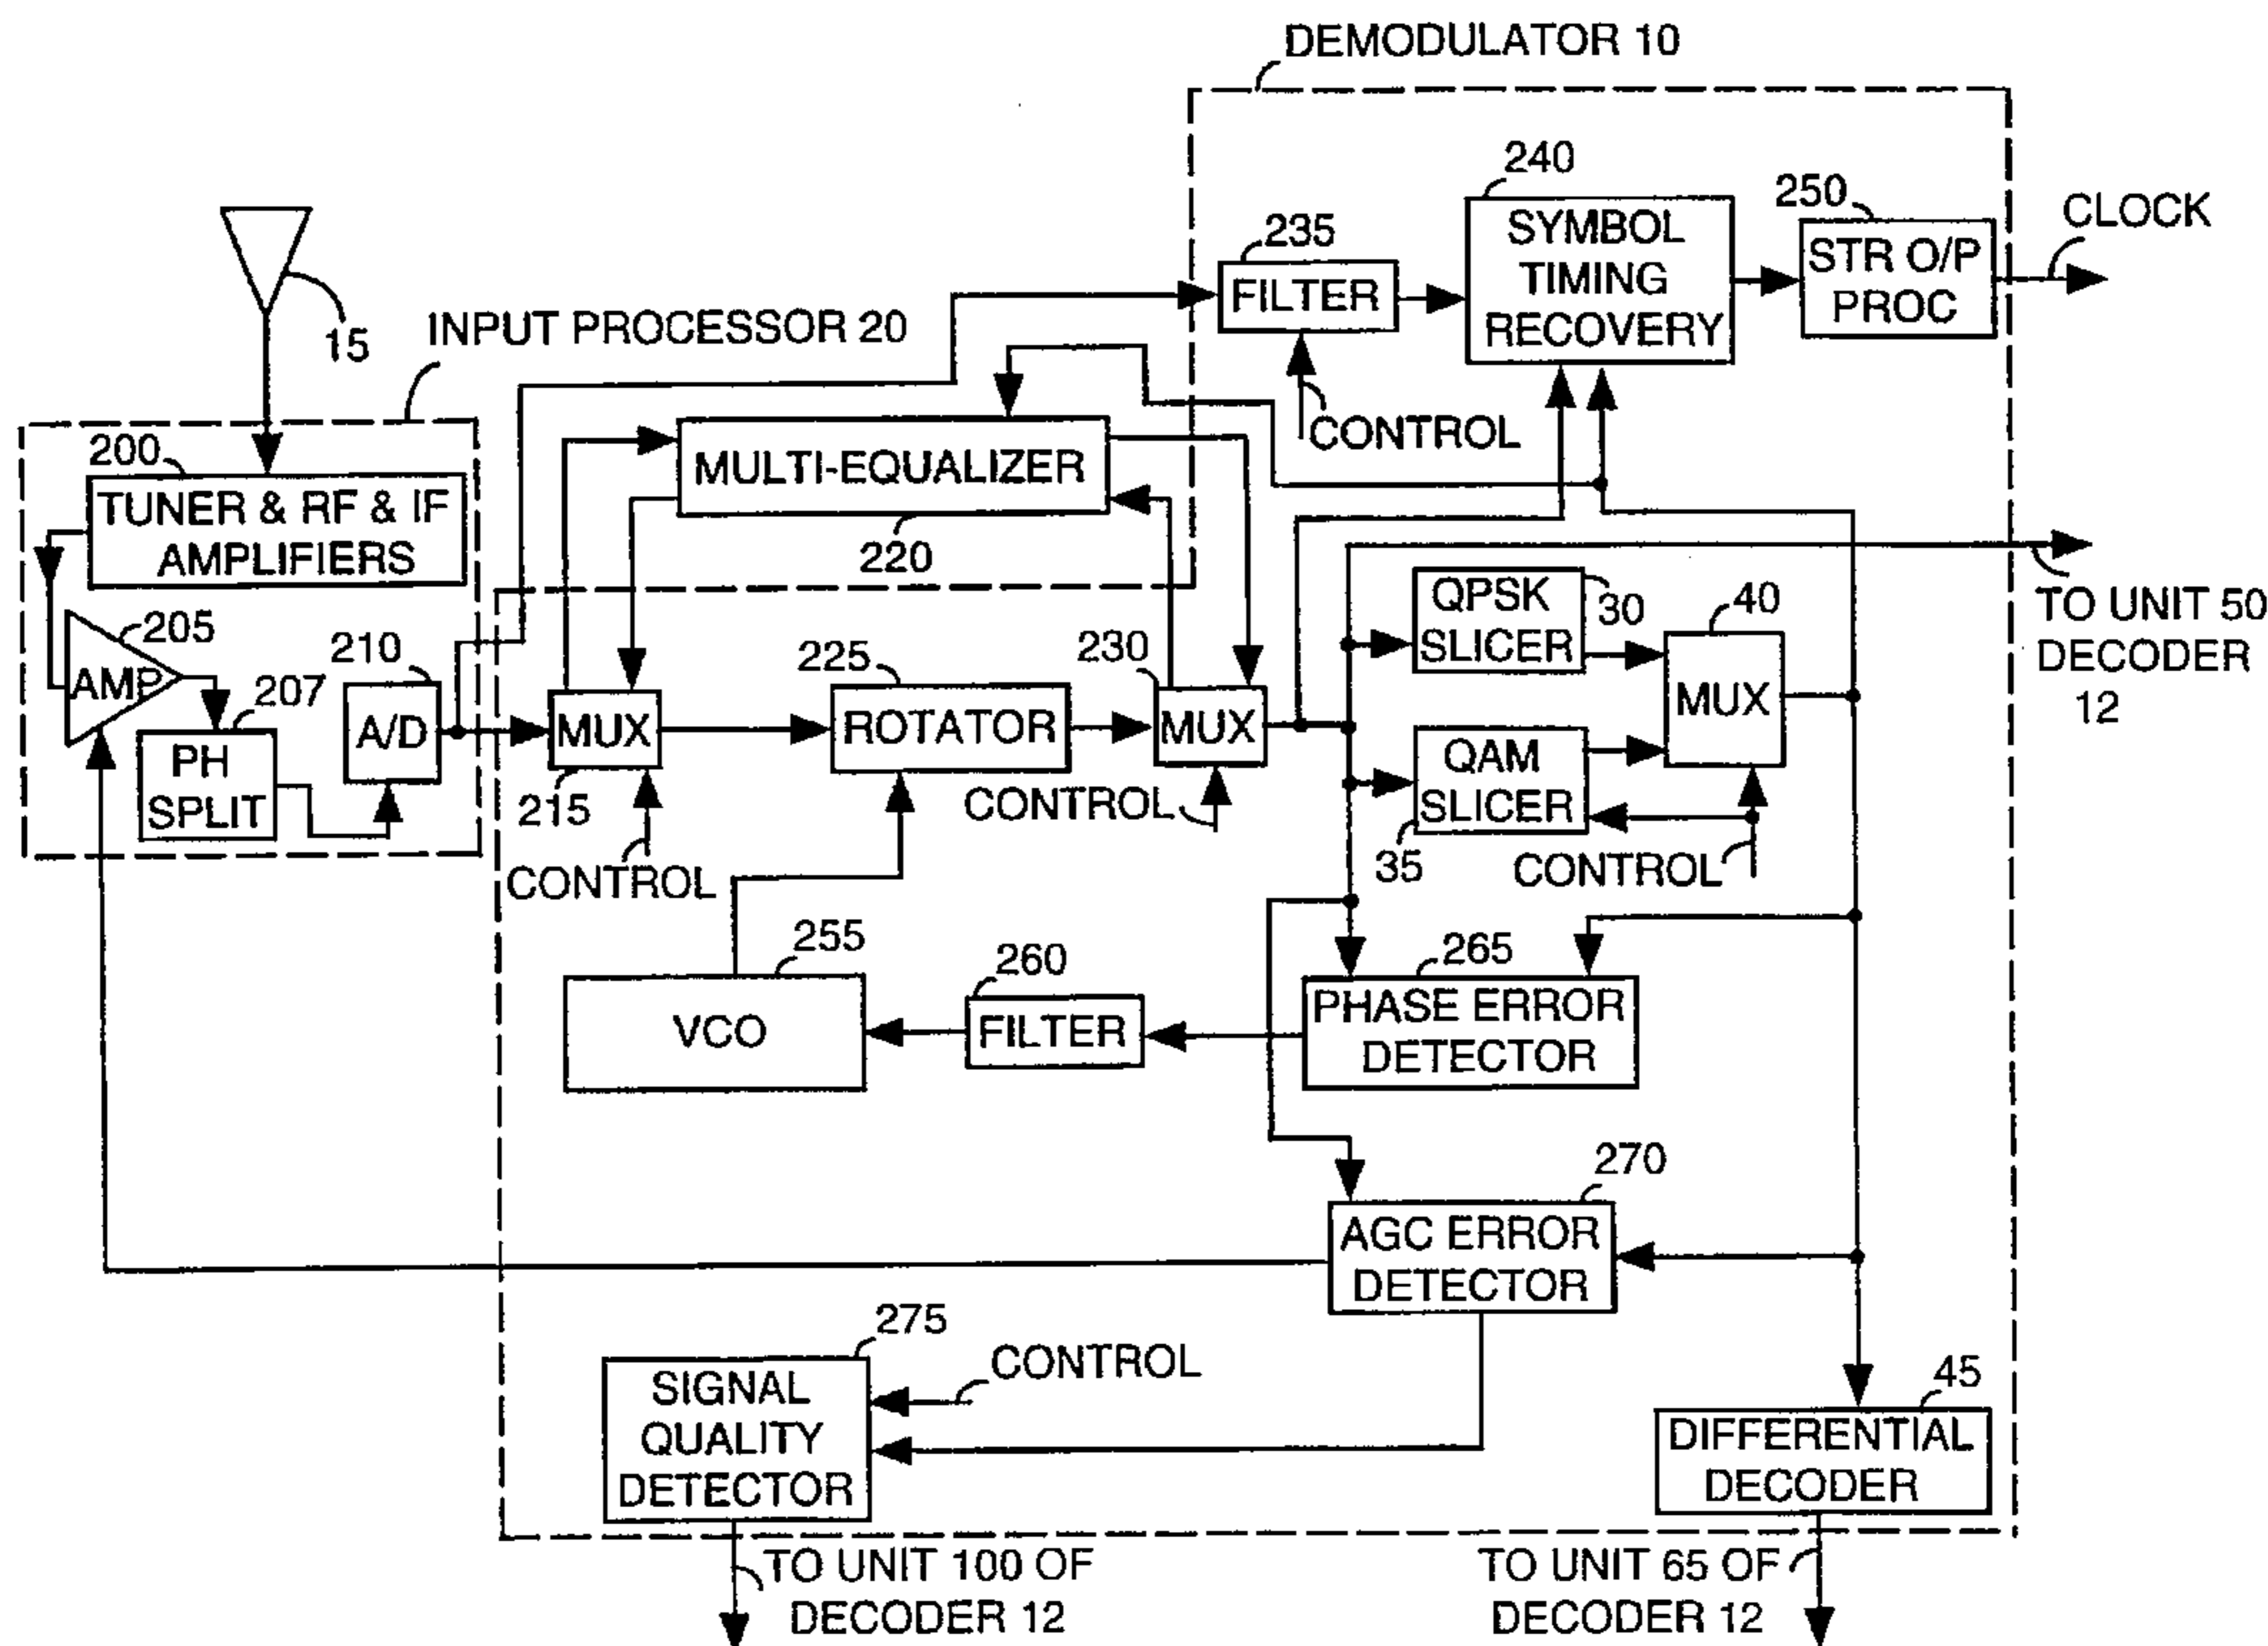 DEMODULATOR 10
240
SYMBOL
TIMING
RECOVERY
250
STR O/P
PROC
CLOCK
235
FILTER
CONTROL
15
INPUT PROCESSOR 20
200
TUNER & RF & IF
AMPLIFIERS
MULTI-EQUALIZER
220
205
AMP
207
PH
SPLIT
210
A/D
MUX
215
CONTROL
225
ROTATOR
230
MUX
CONTROL
QPSK
SLICER
30
QAM
SLICER
35
40
MUX
CONTROL
TO UNIT 50
DECODER
12
255
VCO
260
FILTER
265
PHASE ERROR
DETECTOR
270
AGC ERROR
DETECTOR
275
SIGNAL
QUALITY
DETECTOR
CONTROL
45
DIFFERENTIAL
DECODER
TO UNIT 100 OF
DECODER 12
TO UNIT 65 OF
DECODER 12